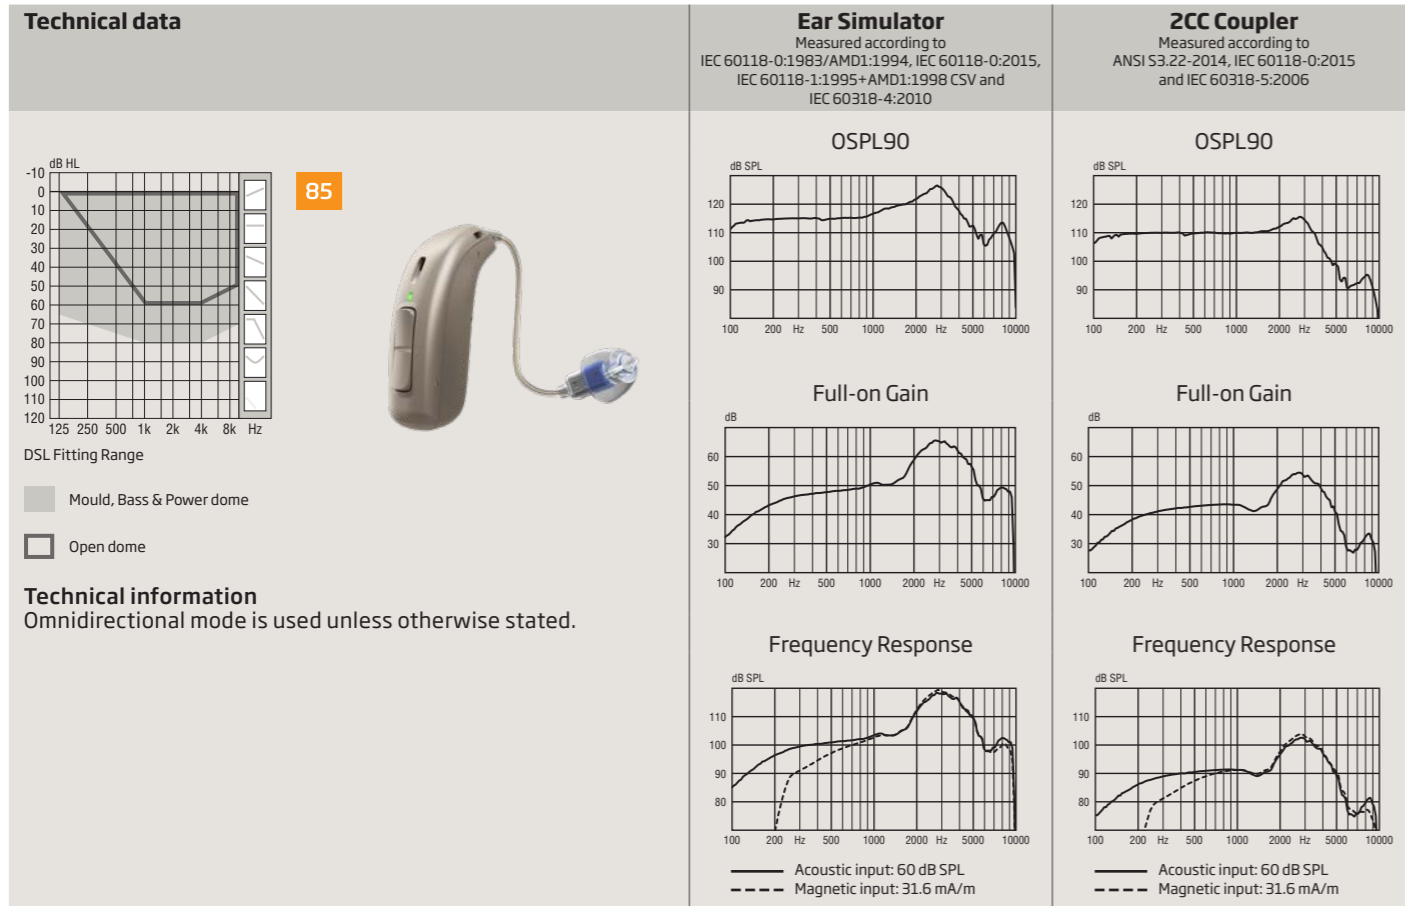 Technical data
Ear Simulator
Measured according to
IEC 60118-0:1983/AMD1:1994, IEC 60118-0:2015,
IEC 60118-1:1995+AMD1:1998 CSV and
IEC 60318-4:2010
2CC Coupler
Measured according to
ANSI S3.22-2014, IEC 60118-0:2015
and IEC 60318-5:2006
dB HL
-10
0
10
20
30
40
50
60
70
80
90
100
110
120
125 250 500 1k 2k 4k 8k Hz
85
DSL Fitting Range
Mould, Bass & Power dome
Open dome
Technical information
Omnidirectional mode is used unless otherwise stated.
OSPL90
dB SPL
120
110
100
90
100 200 Hz 500 1000 2000 Hz 5000 10000
Full-on Gain
dB
60
50
40
30
100 200 Hz 500 1000 2000 Hz 5000 10000
Frequency Response
dB SPL
110
100
90
80
100 200 Hz 500 1000 2000 Hz 5000 10000
Acoustic input: 60 dB SPL
Magnetic input: 31.6 mA/m
OSPL90
dB SPL
120
110
100
90
100 200 Hz 500 1000 2000 Hz 5000 10000
Full-on Gain
dB
60
50
40
30
100 200 Hz 500 1000 2000 Hz 5000 10000
Frequency Response
dB SPL
110
100
90
80
100 200 Hz 500 1000 2000 Hz 5000 10000
Acoustic input: 60 dB SPL
Magnetic input: 31.6 mA/m